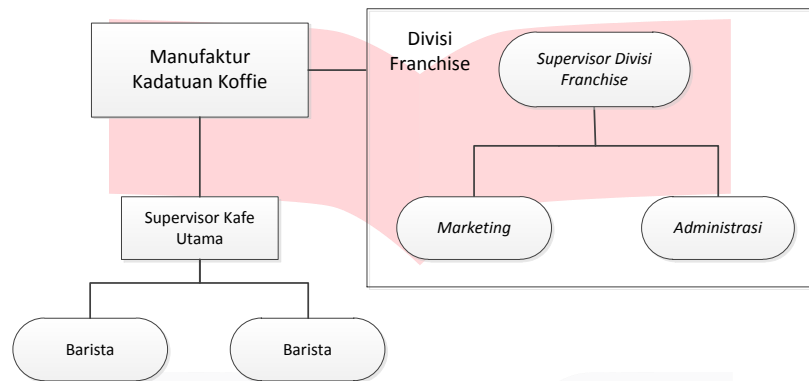 Manufaktur
Kadatuan Koffie
Divisi
Franchise
Supervisor Divisi
Franchise
Supervisor Kafe
Utama
Marketing
Administrasi
Barista
Barista